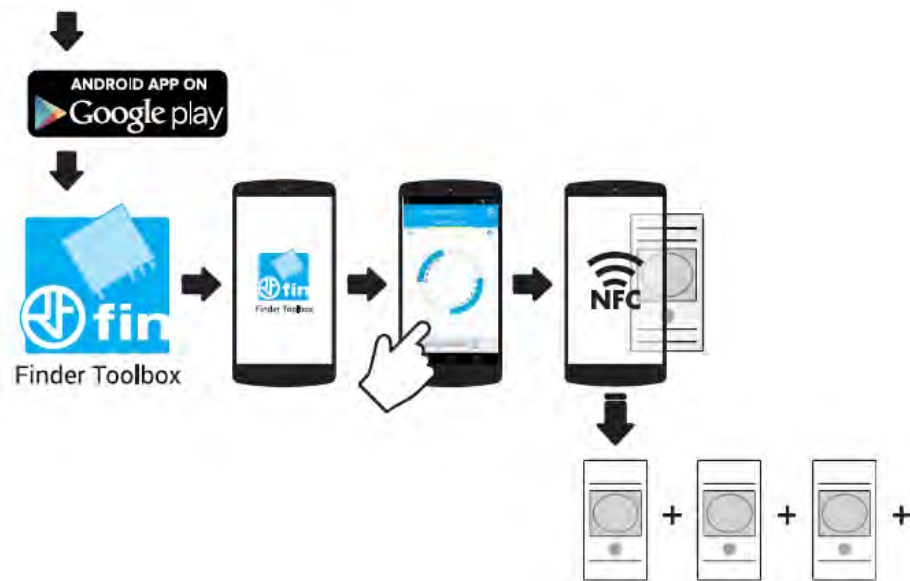 ANDROID APP ON
Google play
fin
Finder Toolbox
fin
Finder Toolbox
NFC
+ + +